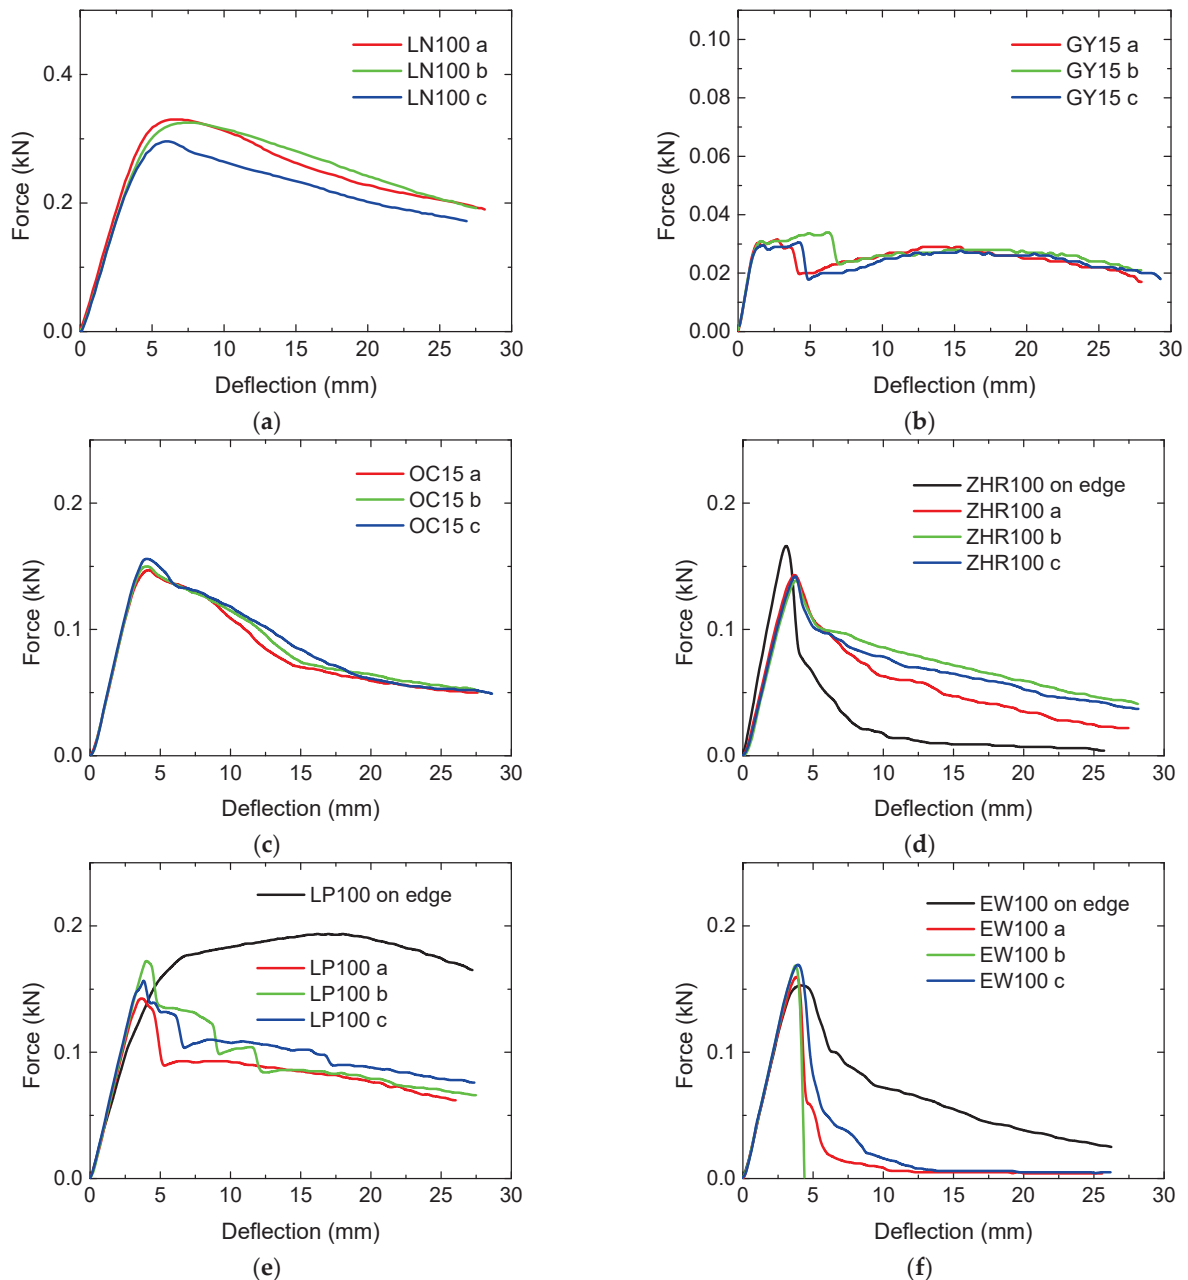 LN100 a
LN100 b
LN100 c
0.4
0.2
0.0
Force (kN)
0 5 10 15 20 25 30
Deflection (mm)
(a)
GY15 a
GY15 b
GY15 c
0.10
0.08
0.06
0.04
0.02
0.00
Force (kN)
0 5 10 15 20 25 30
Deflection (mm)
(b)
OC15 a
OC15 b
OC15 c
0.2
0.1
0.0
Force (kN)
0 5 10 15 20 25 30
Deflection (mm)
(c)
ZHR100 on edge
ZHR100 a
ZHR100 b
ZHR100 c
0.2
0.1
0.0
Force (kN)
0 5 10 15 20 25 30
Deflection (mm)
(d)
LP100 on edge
LP100 a
LP100 b
LP100 c
0.2
0.1
0.0
Force (kN)
0 5 10 15 20 25 30
Deflection (mm)
(e)
EW100 on edge
EW100 a
EW100 b
EW100 c
0.2
0.1
0.0
Force (kN)
0 5 10 15 20 25 30
Deflection (mm)
(f)